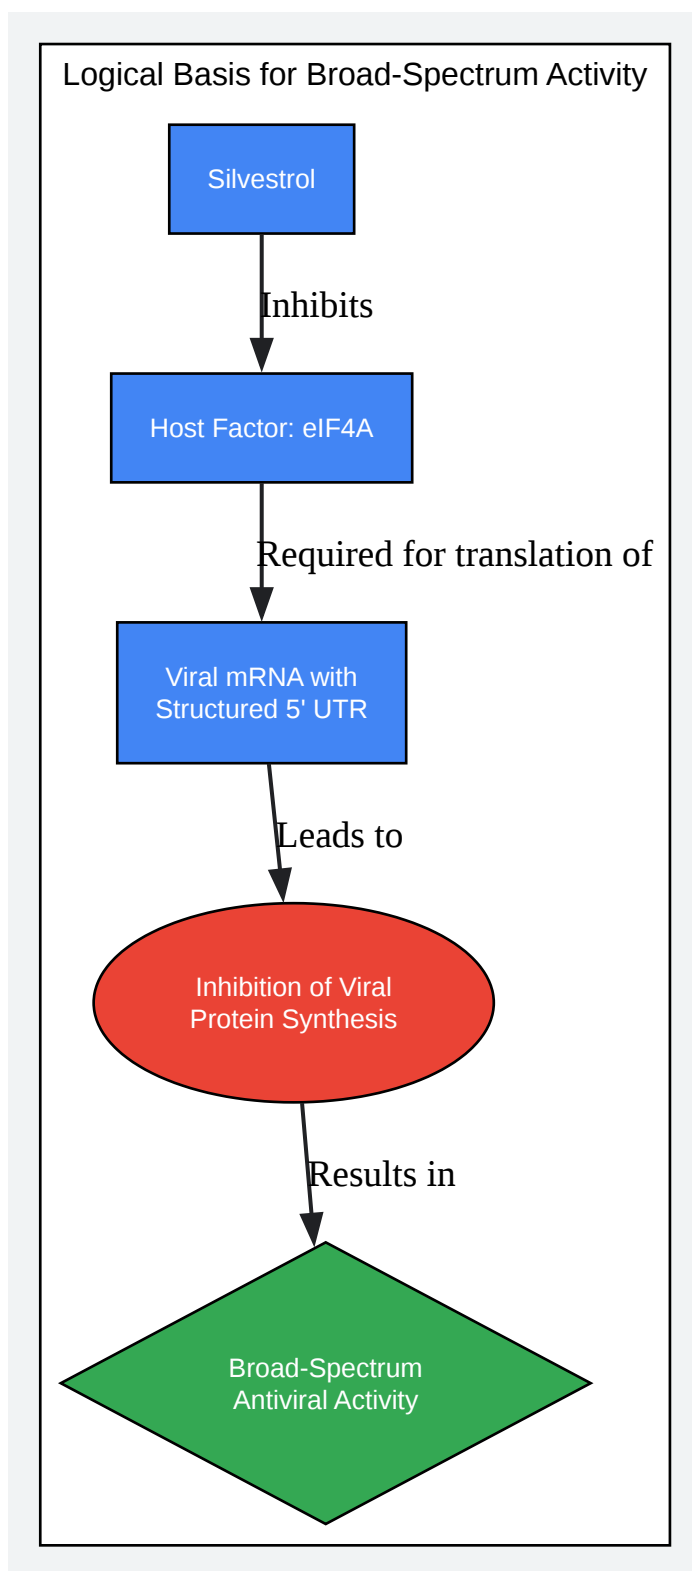 Logical Basis for Broad-Spectrum Activity
Silvestrol
Inhibits
Host Factor: eIF4A
Required for translation of
Viral mRNA with
Structured 5' UTR
Leads to
Inhibition of Viral
Protein Synthesis
Results in
Broad-Spectrum
Antiviral Activity